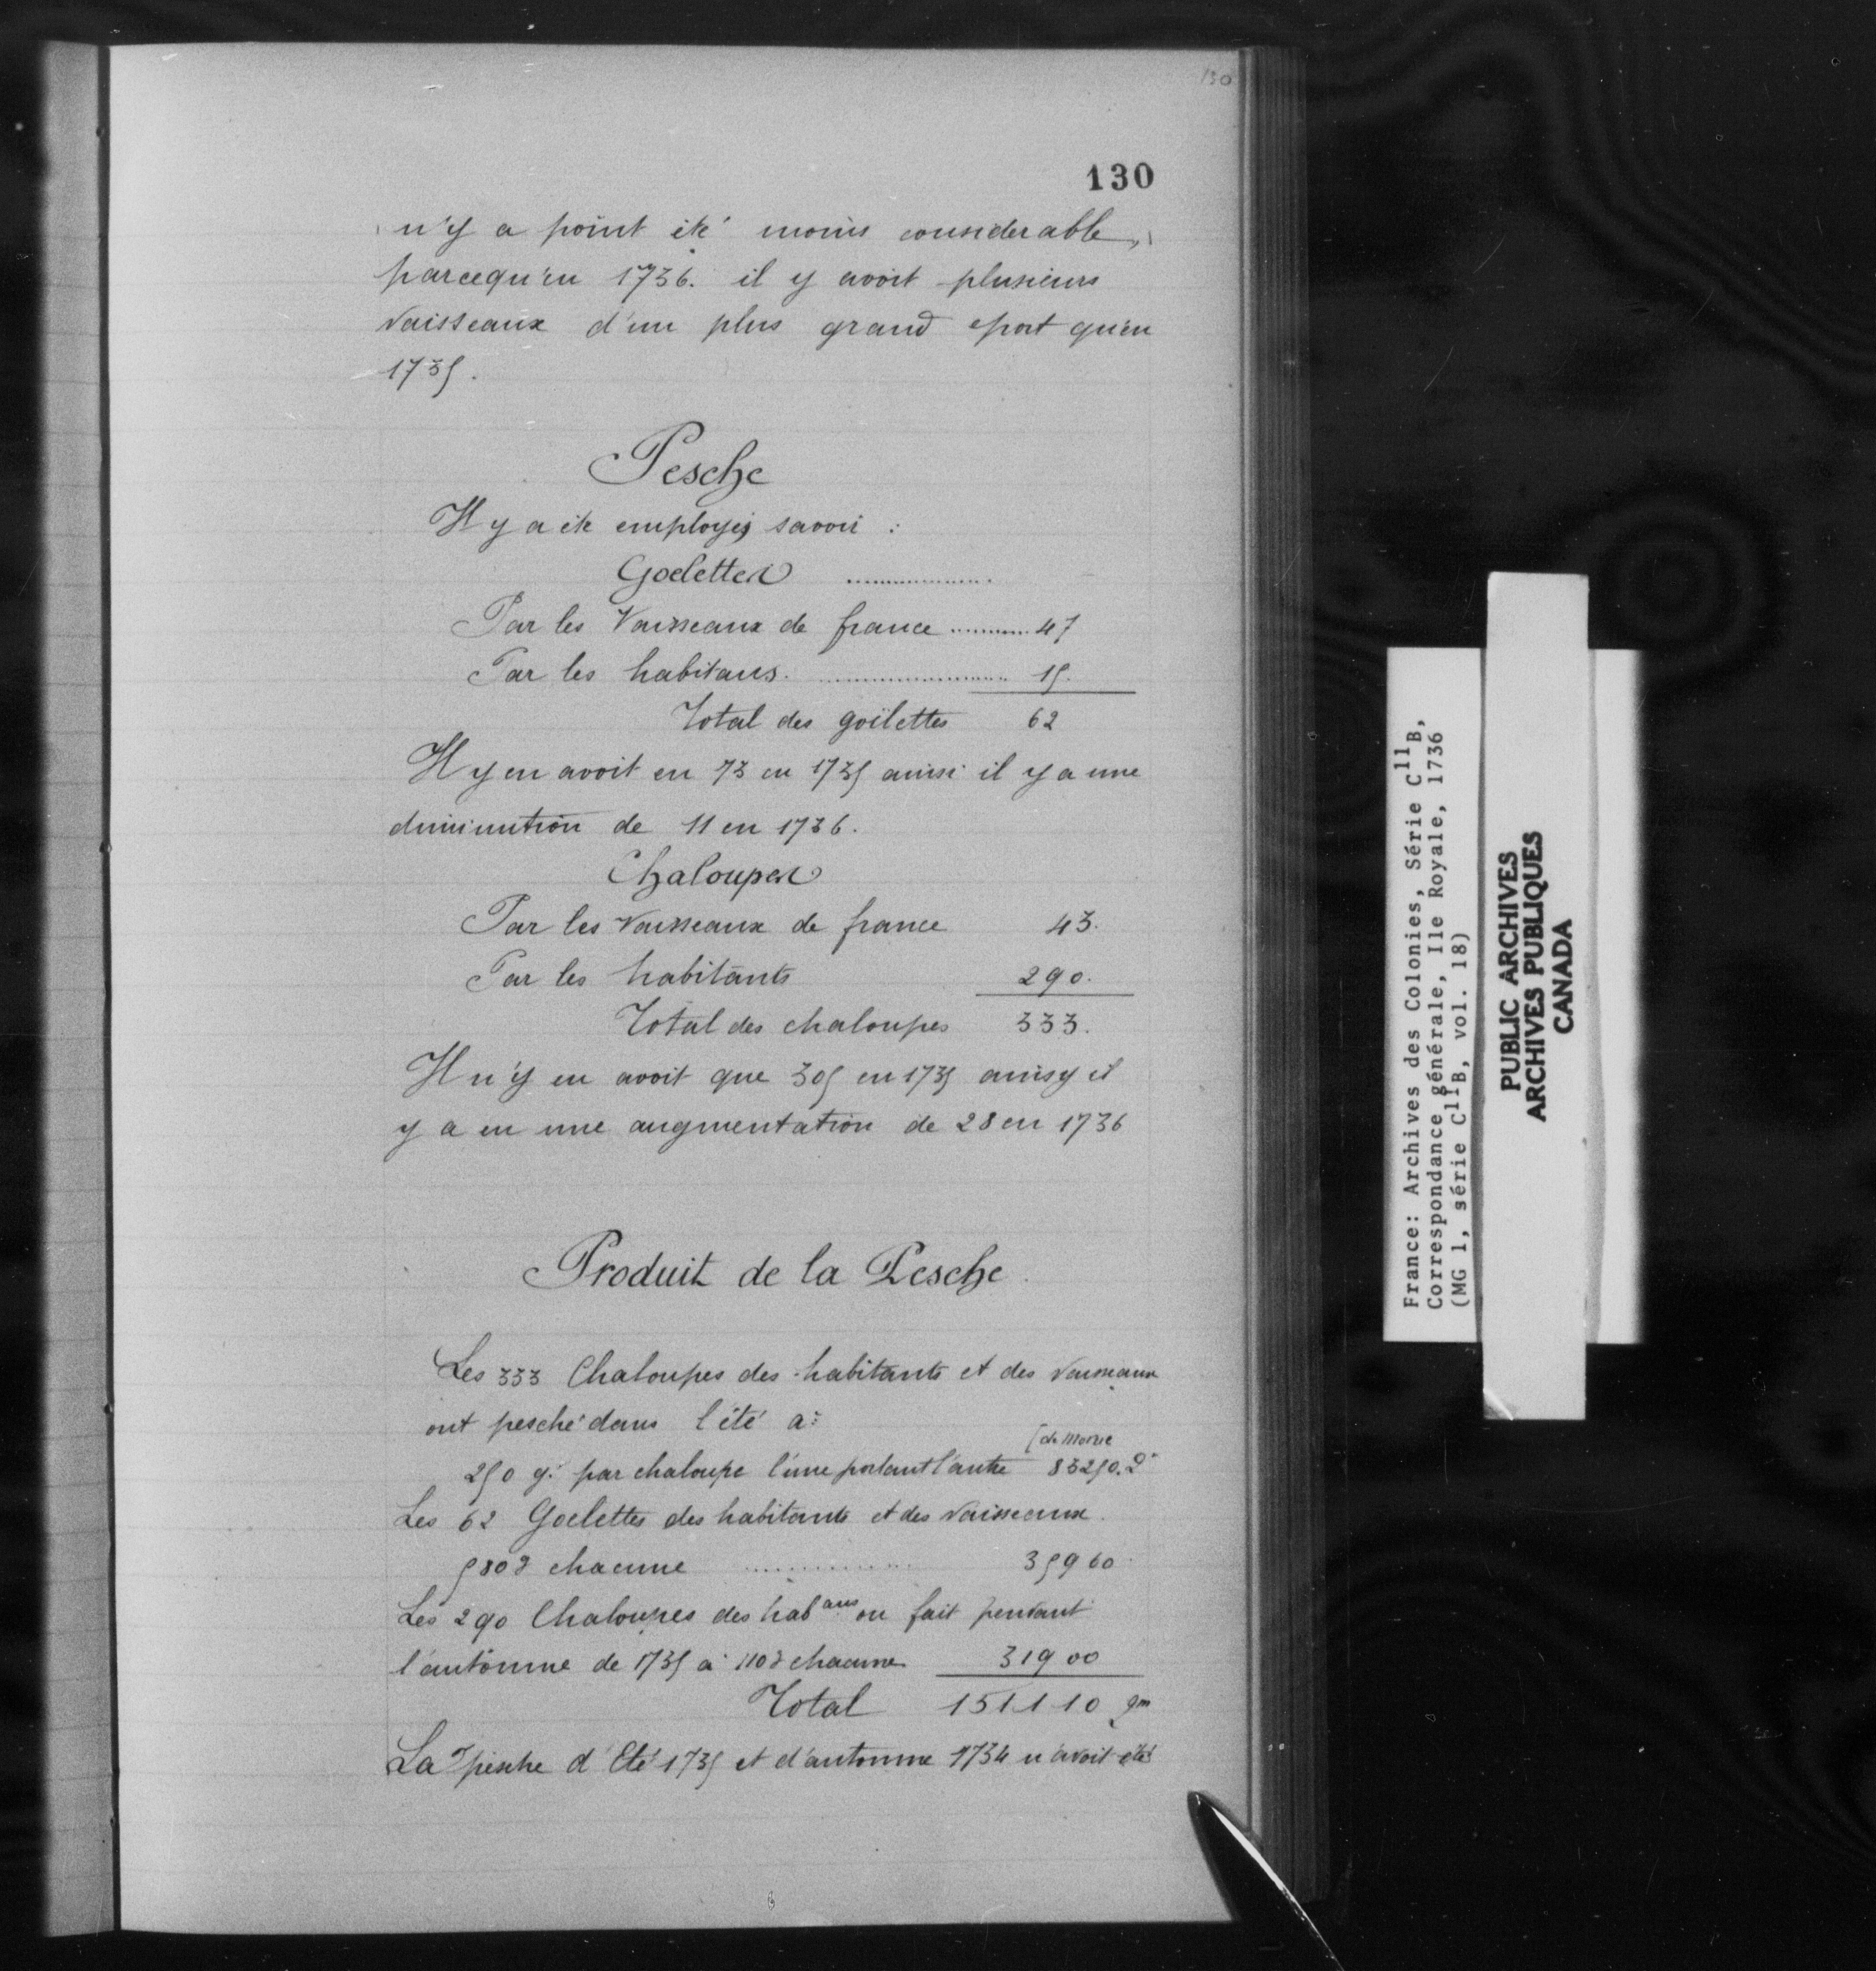 130
130
n'y a point été moins considerable,
parcequ'en 1736. il y avoit plusieurs
vaisseaux d'un plus grand port qu'en
1735.
Pesche
Il y a été employés savoir :
Goelettes ..................
Par les Vaisseaux de france ........... 47
Par les habitans. ..................... 15.
Total des goëlettes 62
Il y en avoit eu 73 en 1735 ainsi il y a une
diminution de 11 en 1736.
Chaloupes
Par les Vaisseaux de france 43.
Par les habitants 290.
Total des chaloupes 333.
Il n'y en avoit que 305 en 1735 ainsy il
y a eu une augmentation de 28 en 1736
Produit de la Pesche.
Les 333 Chaloupes des habitants et des Vaisseaux
ont pesché dans l'été a:
[de Morue
250 q. par chaloupe l'une portant l'autre 83250. Q
Les 62 Goelettes des habitants et des Vaisseaux.
580 q chacune .............. 35960.
Les 290 Chaloupes des hab ans on fait pendant
l'automne de 1735 à 110 q chacune. 31900
Total 151110 qm
La pesche d'Eté 1735 et d'automne 1734 n'avoit été
France: Archives des Colonies, Série C11B,
Correspondance générale, Ile Royale, 1736
(MG 1, série C11B, vol. 18)
PUBLIC ARCHIVES
ARCHIVES PUBLIQUES
CANADA